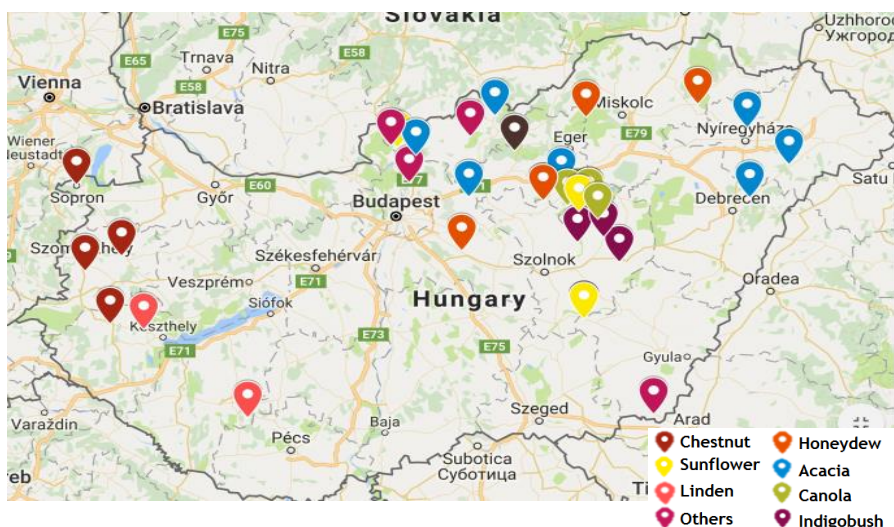 Slovakia
Uzhhorod
Ужгород
E75
E58
E65
Trnava
Nitra
E58
Vienna
Bratislava
Miskolc
Wiener
Neustadt
Eger
E79
Nyíregyháza
Satu
Sopron
Győr
E60
E71
Budapest
Debrecen
Székesfehérvár
Szolnok
Veszprém
E71
Siófok
Oradea
Hungary
Keszthely
E71
E73
E75
Gyula
Szeged
Arad
Varaždin
Pécs
Baja
Subotica
Суботица
Chestnut
Sunflower
Linden
Others
Honeydew
Acacia
Canola
Indigobush